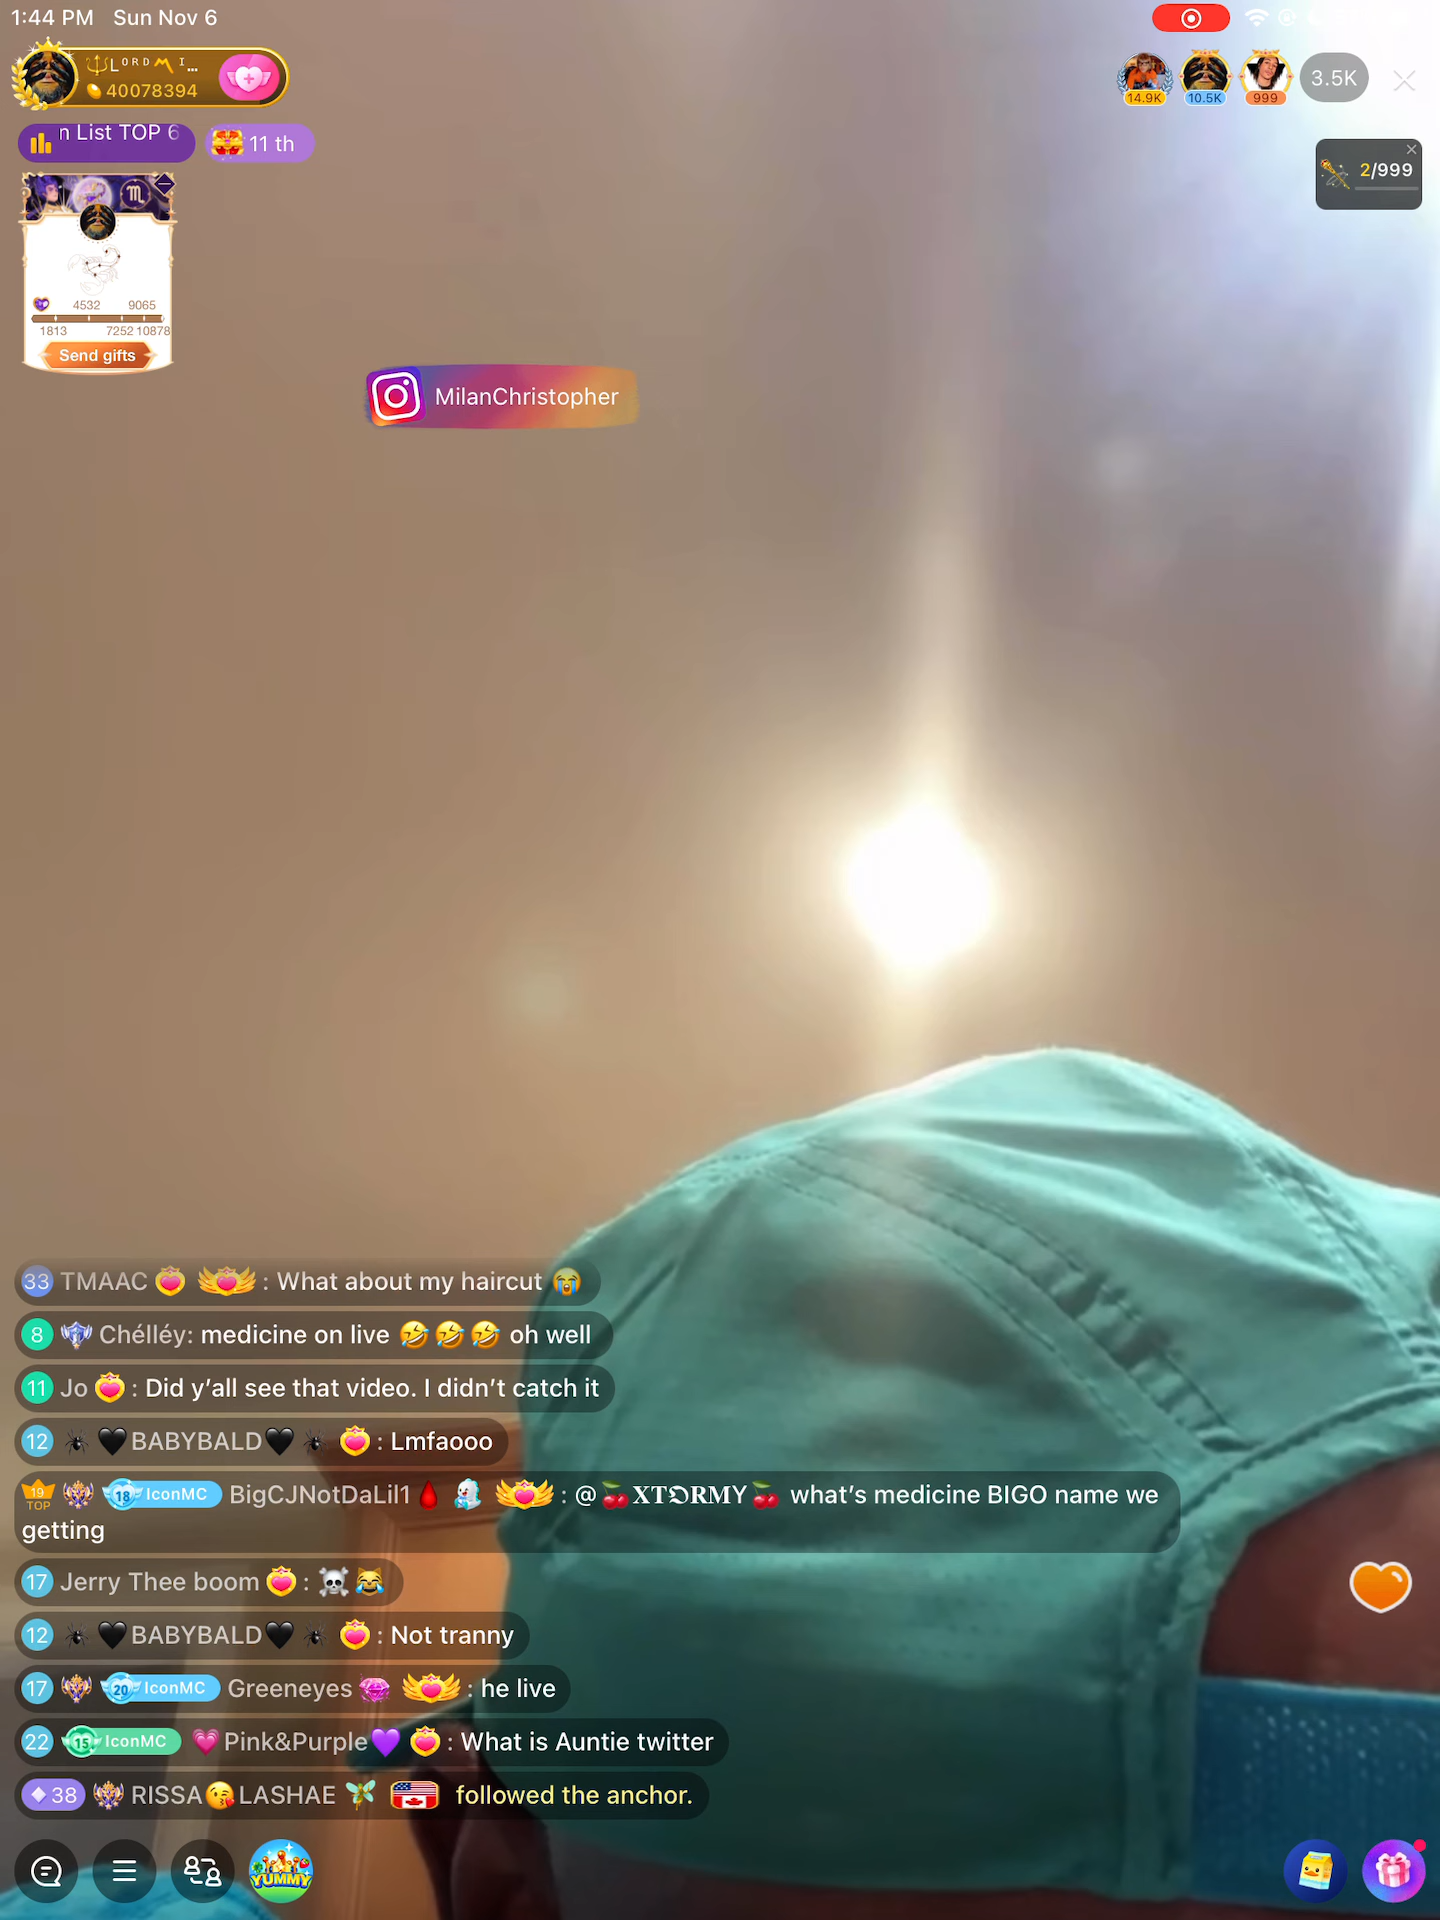 1:44 PM Sun Nov 6
🔱Lᴼᴿᴰ〽️ᴵ...
40078394
14.9K
10.5K
999
3.5K
n List TOP 6
11 th
2/999
♏
4532 9065
1813 7252 10878
Send gifts
MilanChristopher
33 TMAAC : What about my haircut 😭
8 Chélléy: medicine on live 🤣🤣🤣 oh well
11 Jo : Did y’all see that video. I didn’t catch it
12 🕷🖤BABYBALD🖤🕷 : Lmfaooo
19 TOP 18 IconMC BigCJNotDaLil1🩸 : @🍒𝐗𝐓𝕺𝐑𝐌Y🍒 what’s medicine BIGO name we
getting
17 Jerry Thee boom : ☠️😹
12 🕷🖤BABYBALD🖤🕷 : Not tranny
17 20 IconMC Greeneyes : he live
22 15 IconMC 💗Pink&Purple💜 : What is Auntie twitter
38 RISSA😘LASHAE followed the anchor.
YUMMY